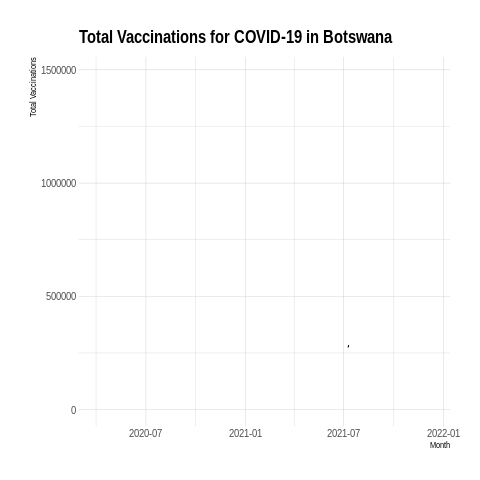 Total Vaccinations for COVID-19 in Botswana
Total Vaccinations
1500000
1000000
500000
0
2020-07 2021-01 2021-07 2022-01
Month